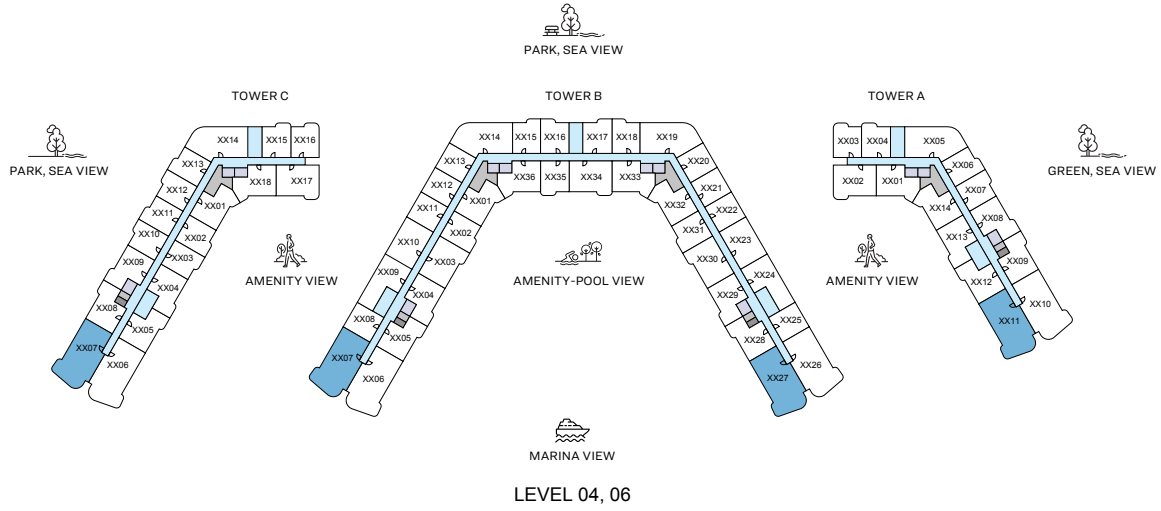 PARK, SEA VIEW
TOWER C
TOWER B
TOWER A
PARK, SEA VIEW
GREEN, SEA VIEW
XX14
XX15
XX16
XX13
XX12
XX11
XX10
XX09
XX08
XX07
XX06
XX05
XX04
XX03
XX02
XX01
XX18
XX17
XX14
XX15
XX16
XX17
XX18
XX19
XX13
XX12
XX11
XX10
XX09
XX08
XX07
XX06
XX05
XX04
XX03
XX02
XX01
XX36
XX35
XX34
XX33
XX32
XX31
XX30
XX29
XX28
XX27
XX26
XX25
XX24
XX23
XX22
XX21
XX20
XX03
XX04
XX05
XX02
XX01
XX14
XX13
XX12
XX11
XX10
XX09
XX08
XX07
XX06
AMENITY VIEW
AMENITY-POOL VIEW
AMENITY VIEW
MARINA VIEW
LEVEL 04, 06